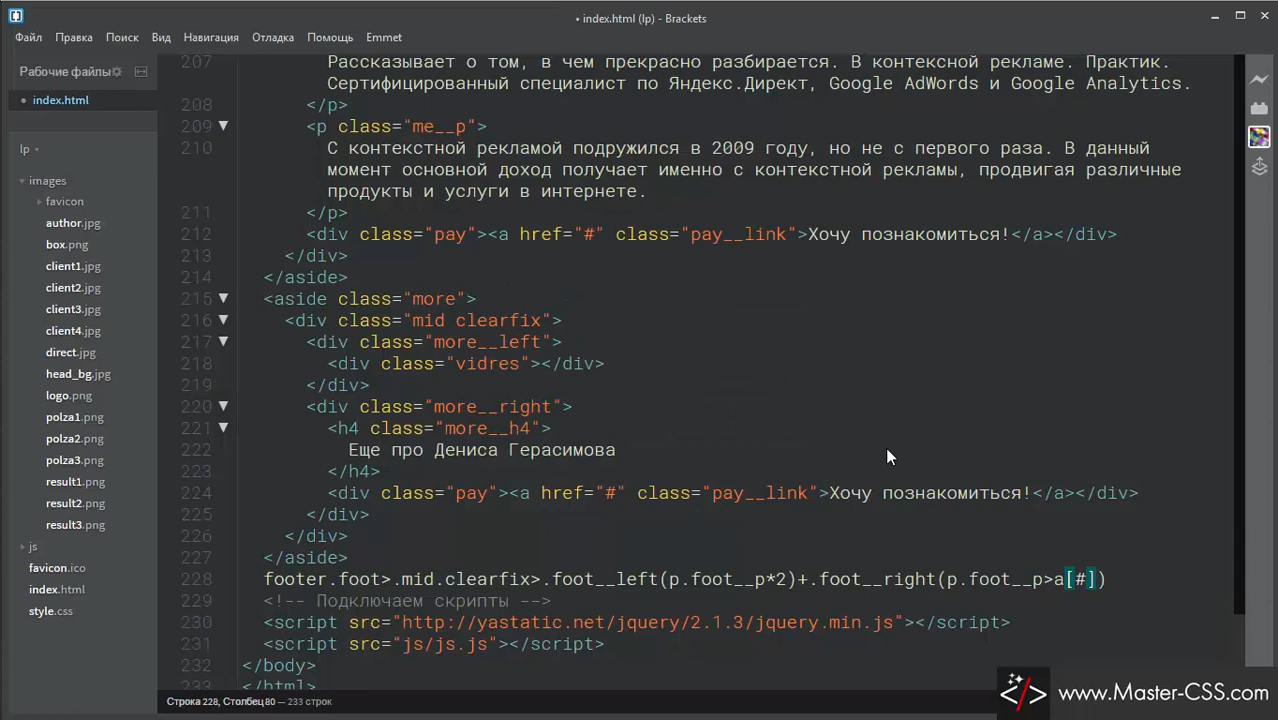 • index.html (lp) - Brackets
Файл Правка Поиск Вид Навигация Отладка Помощь Emmet
Рабочие файлы
• index.html
lp
images
favicon
author.jpg
box.png
client1.jpg
client2.jpg
client3.jpg
client4.jpg
direct.jpg
head_bg.jpg
logo.png
polza1.png
polza2.png
polza3.png
result1.png
result2.png
result3.png
js
favicon.ico
index.html
style.css
207 Рассказывает о том, в чем прекрасно разбирается. В контексной рекламе. Практик.
Сертифицированный специалист по Яндекс.Директ, Google AdWords и Google Analytics.
208 </p>
209 <p class="me__p">
210 С контекстной рекламой подружился в 2009 году, но не с первого раза. В данный
момент основной доход получает именно с контекстной рекламы, продвигая различные
продукты и услуги в интернете.
211 </p>
212 <div class="pay"><a href="#" class="pay__link">Хочу познакомиться!</a></div>
213 </div>
214 </aside>
215 <aside class="more">
216 <div class="mid clearfix">
217 <div class="more__left">
218 <div class="vidres"></div>
219 </div>
220 <div class="more__right">
221 <h4 class="more__h4">
222 Еще про Дениса Герасимова
223 </h4>
224 <div class="pay"><a href="#" class="pay__link">Хочу познакомиться!</a></div>
225 </div>
226 </div>
227 </aside>
228 footer.foot>.mid.clearfix>.foot__left(p.foot__p*2)+.foot__right(p.foot__p>a[#])
229 <!-- Подключаем скрипты -->
230 <script src="http://yastatic.net/jquery/2.1.3/jquery.min.js"></script>
231 <script src="js/js.js"></script>
232 </body>
233 </html>
Строка 228, Столбец 80 — 233 строк
</> www.Master-CSS.com